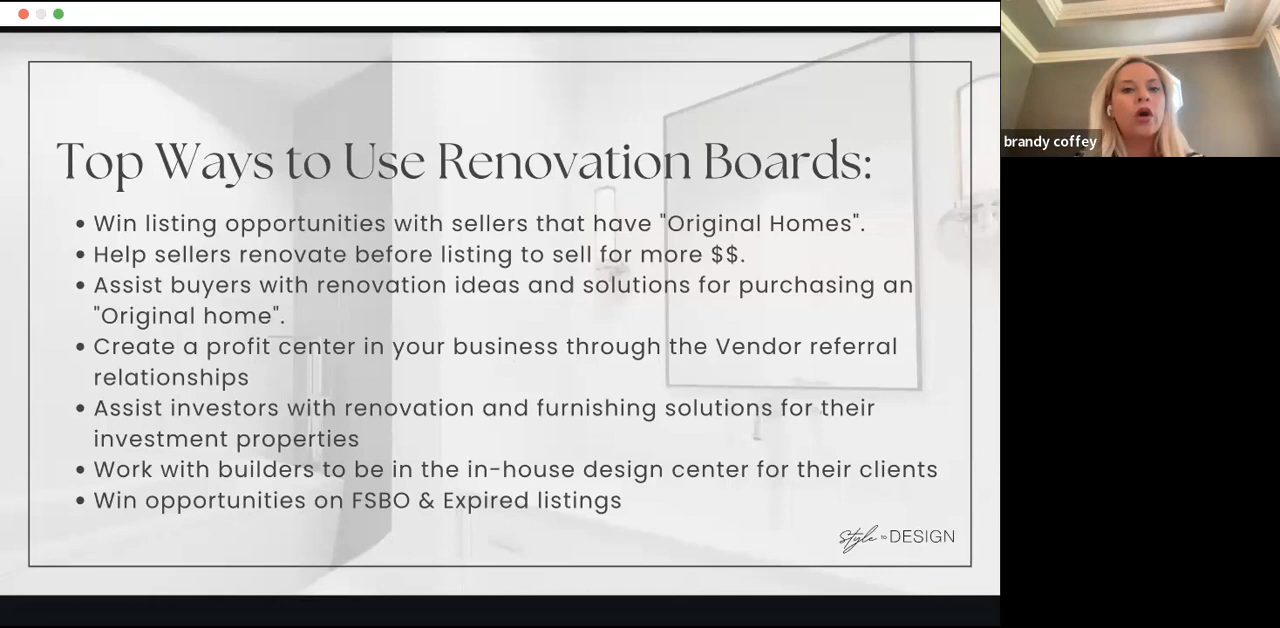 Top Ways to Use Renovation Boards:
• Win listing opportunities with sellers that have "Original Homes".
• Help sellers renovate before listing to sell for more $$.
• Assist buyers with renovation ideas and solutions for purchasing an
"Original home".
• Create a profit center in your business through the Vendor referral
relationships
• Assist investors with renovation and furnishing solutions for their
investment properties
• Work with builders to be in the in-house design center for their clients
• Win opportunities on FSBO & Expired listings
Style TO DESIGN
brandy coffey